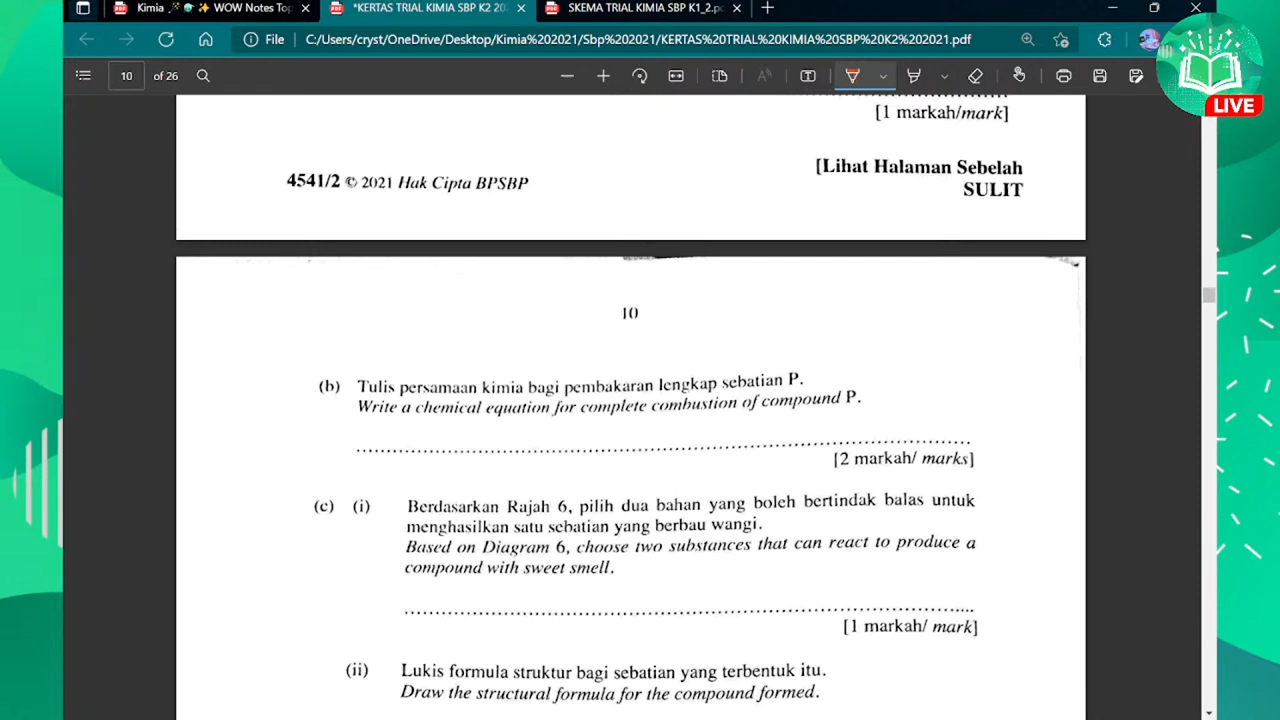 Kimia 🪄🧪✨ WOW Notes Top
*KERTAS TRIAL KIMIA SBP K2 20
SKEMA TRIAL KIMIA SBP K1_2.p
File
C:/Users/cryst/OneDrive/Desktop/Kimia%202021/Sbp%202021/KERTAS%20TRIAL%20KIMIA%20SBP%20K2%202021.pdf
10 of 26
LIVE
[1 markah/mark]
4541/2 © 2021 Hak Cipta BPSBP
[Lihat Halaman Sebelah
SULIT
10
(b) Tulis persamaan kimia bagi pembakaran lengkap sebatian P.
Write a chemical equation for complete combustion of compound P.
[2 markah/ marks]
(c) (i) Berdasarkan Rajah 6, pilih dua bahan yang boleh bertindak balas untuk
menghasilkan satu sebatian yang berbau wangi.
Based on Diagram 6, choose two substances that can react to produce a
compound with sweet smell.
[1 markah/ mark]
(ii) Lukis formula struktur bagi sebatian yang terbentuk itu.
Draw the structural formula for the compound formed.